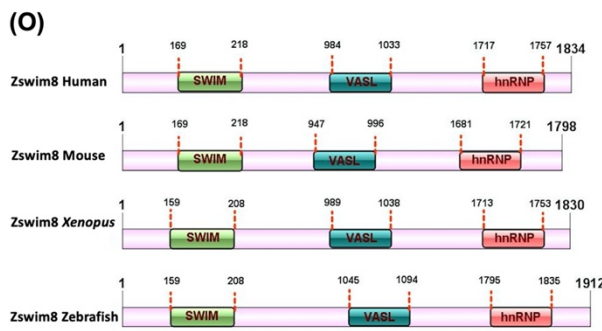 (O)
1 169 218 984 1033 1717 1757 1834
Zswim8 Human SWIM VASL hnRNP
1 169 218 947 996 1681 1721 1798
Zswim8 Mouse SWIM VASL hnRNP
1 159 208 989 1038 1713 1753 1830
Zswim8 Xenopus SWIM VASL hnRNP
1 159 208 1045 1094 1795 1835 1912
Zswim8 Zebrafish SWIM VASL hnRNP